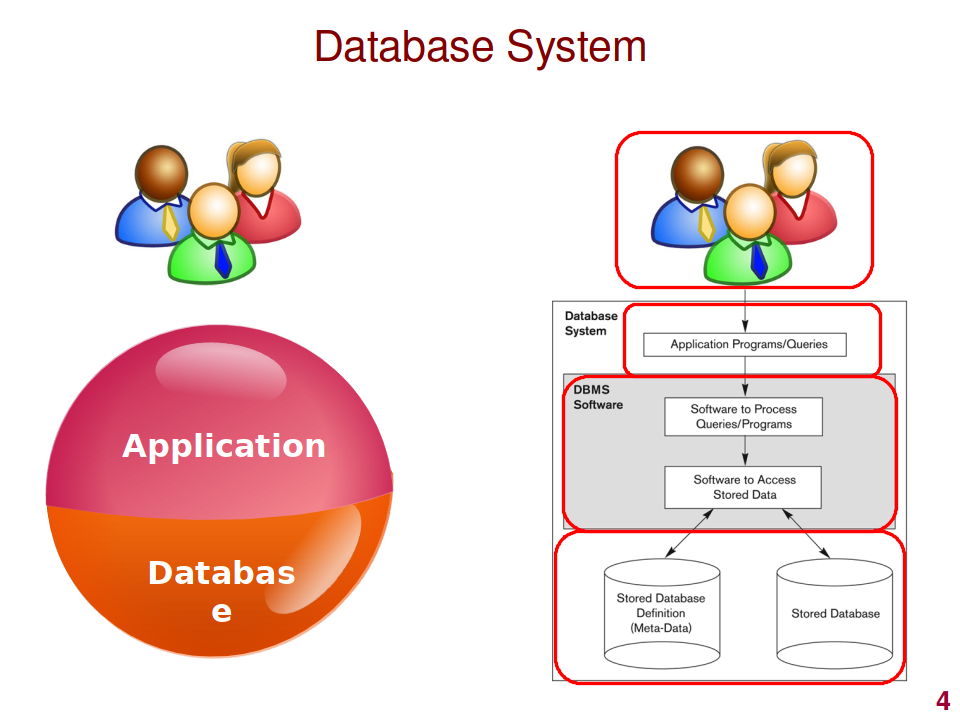 Database System
Application
Databas
e
Database
System
Application Programs/Queries
DBMS
Software
Software to Process
Queries/Programs
Software to Access
Stored Data
Stored Database
Definition
(Meta-Data)
Stored Database
4